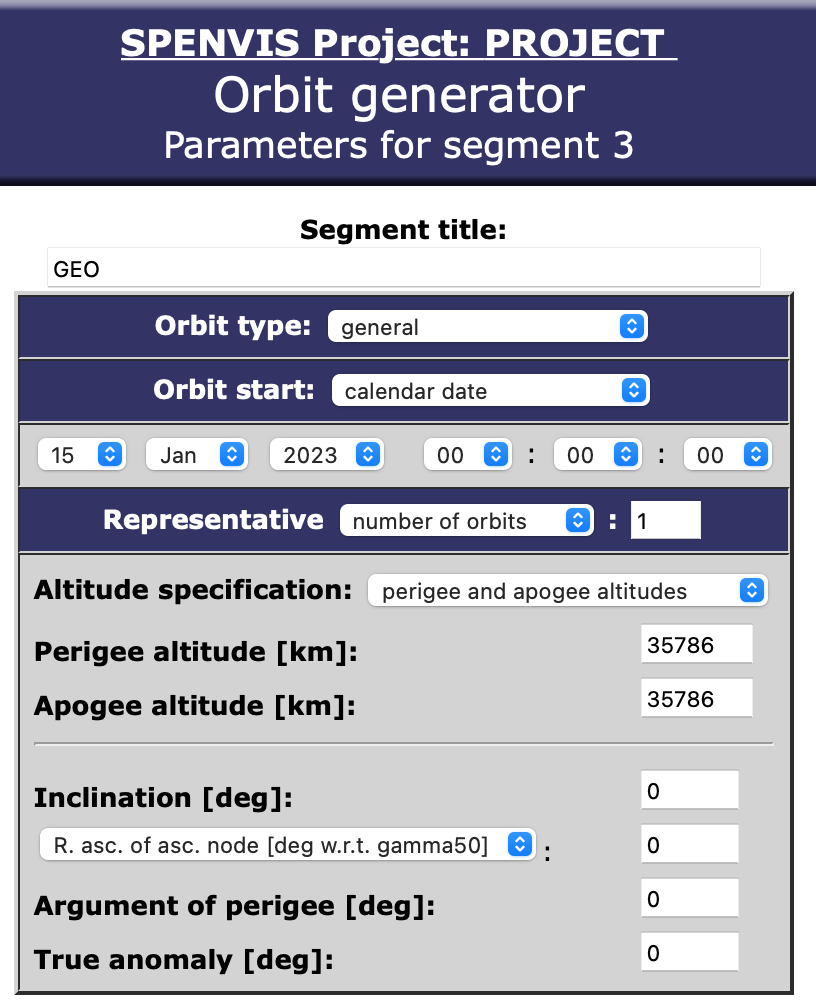 SPENVIS Project: PROJECT
Orbit generator
Parameters for segment 3
Segment title:
GEO
Orbit type: general
Orbit start: calendar date
15 Jan 2023 00 : 00 : 00
Representative number of orbits : 1
Altitude specification: perigee and apogee altitudes
Perigee altitude [km]: 35786
Apogee altitude [km]: 35786
Inclination [deg]: 0
R. asc. of asc. node [deg w.r.t. gamma50] : 0
Argument of perigee [deg]: 0
True anomaly [deg]: 0